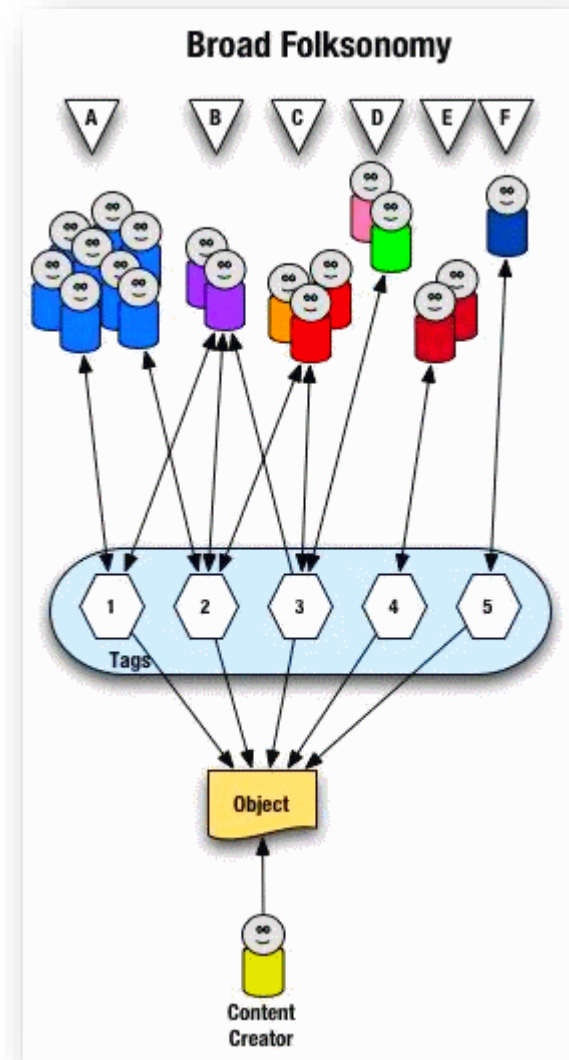 Broad Folksonomy
A B C D E F
1 2 3 4 5
Tags
Object
Content
Creator